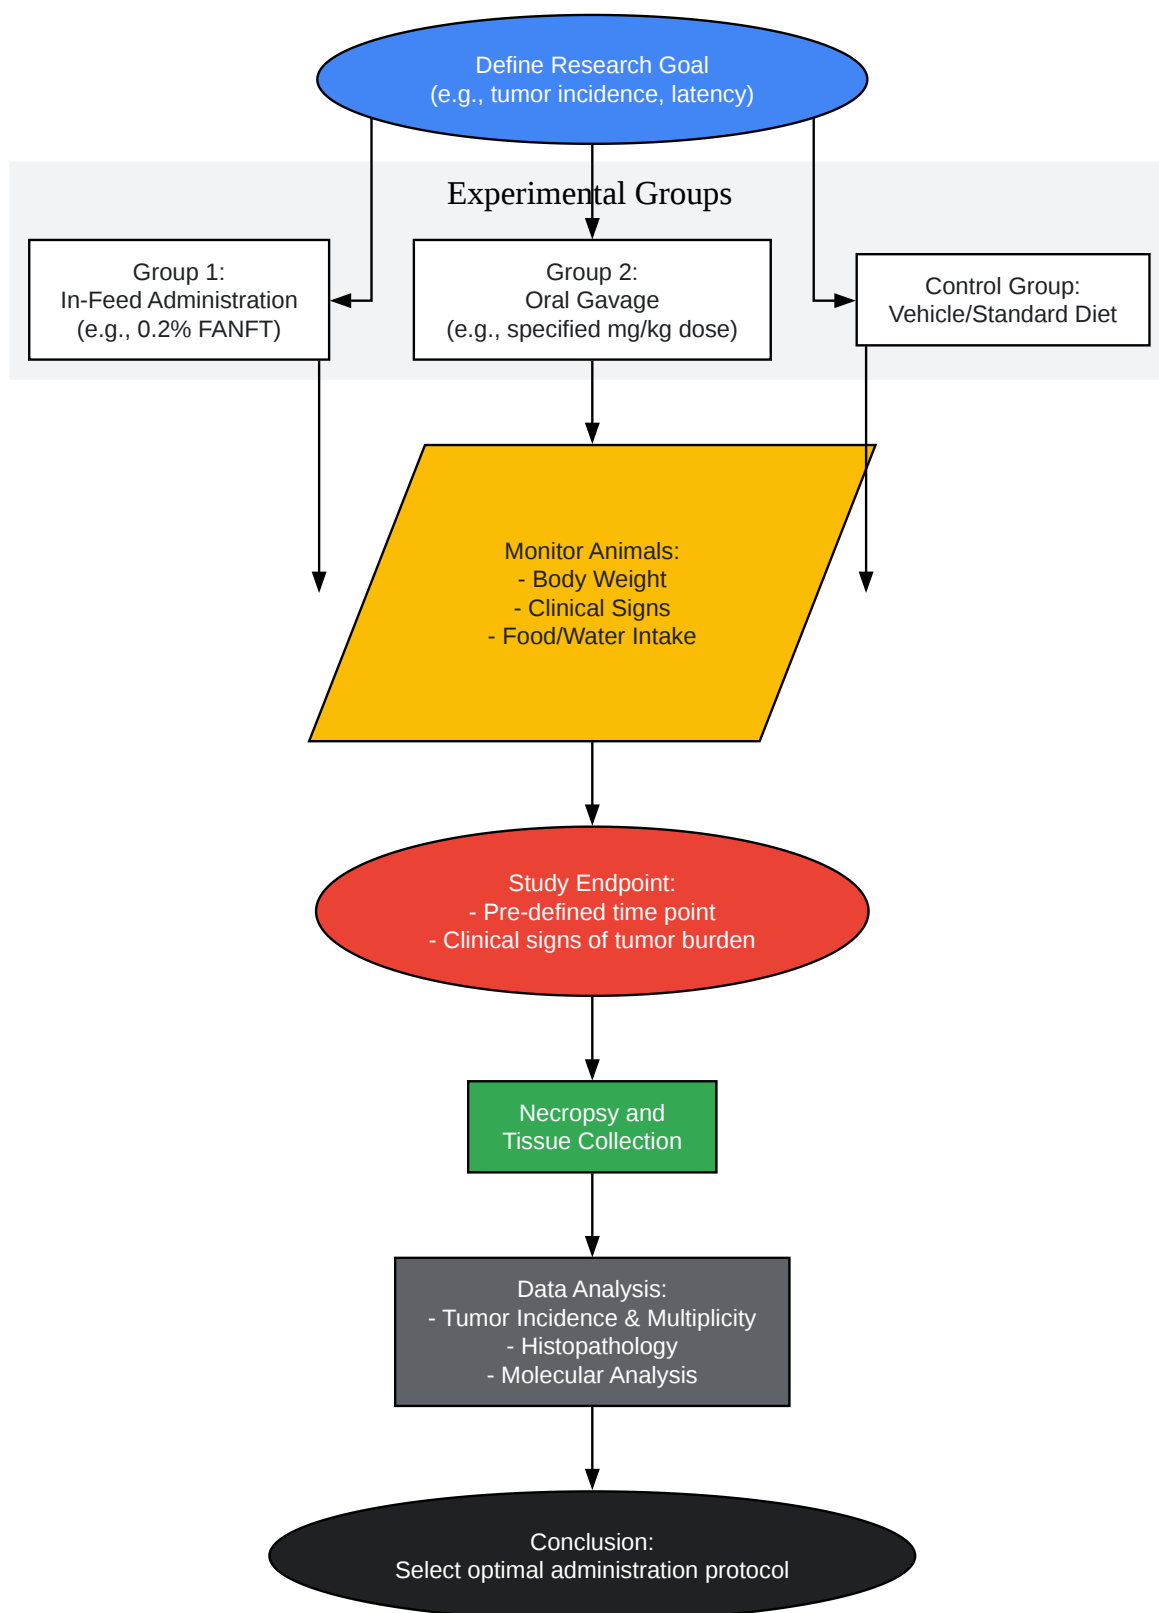 Define Research Goal
(e.g., tumor incidence, latency)
Experimental Groups
Group 1:
In-Feed Administration
(e.g., 0.2% FANFT)
Group 2:
Oral Gavage
(e.g., specified mg/kg dose)
Control Group:
Vehicle/Standard Diet
Monitor Animals:
- Body Weight
- Clinical Signs
- Food/Water Intake
Study Endpoint:
- Pre-defined time point
- Clinical signs of tumor burden
Necropsy and
Tissue Collection
Data Analysis:
- Tumor Incidence & Multiplicity
- Histopathology
- Molecular Analysis
Conclusion:
Select optimal administration protocol